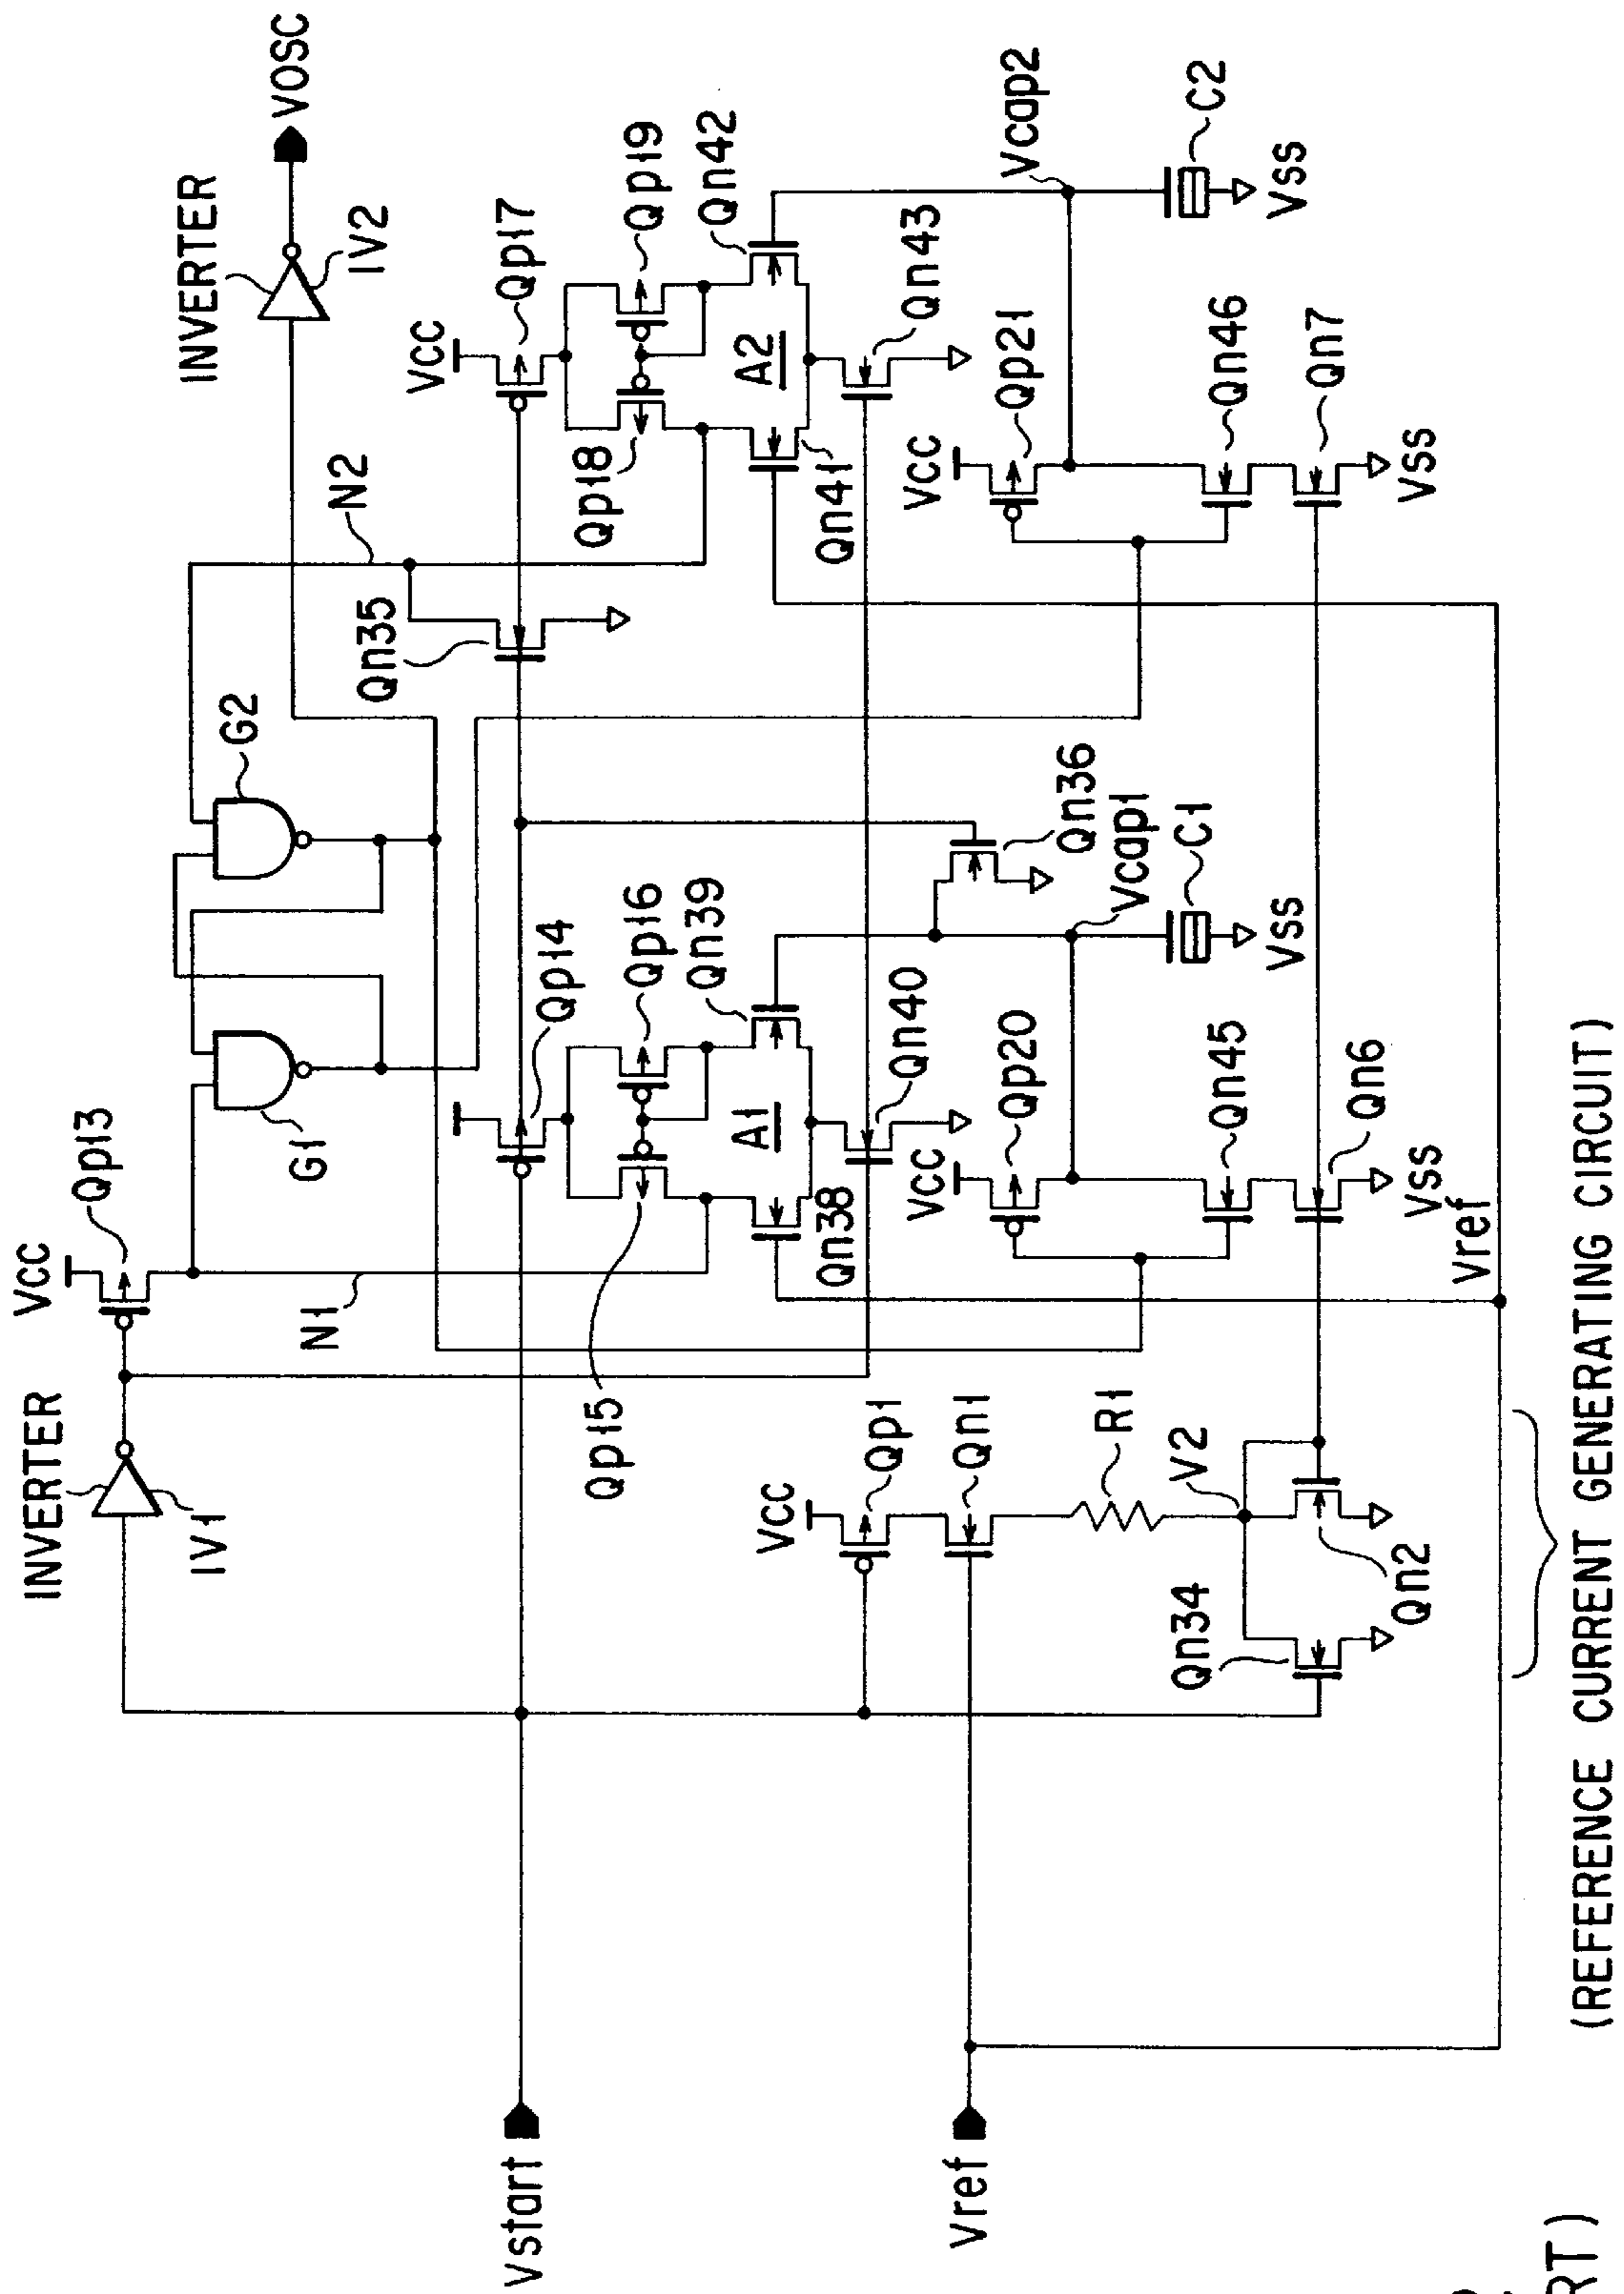 VCC
Qp13
INVERTER
IV1
N1
G1
G2
N2
INVERTER
IV2
VOSC
Vstart
Qp14
Qp15
Qp16
A1
Qn38
Qn39
Qn40
Qn35
VCC
Qp17
Qp18
Qp19
A2
Qn41
Qn42
Qn43
Vref
VCC
Qp1
Qn1
R1
V2
Qn34
Qn2
VCC
Qp20
Qn45
Qn6
Vss
Qn36
Vcap1
C1
Vss
VCC
Qp21
Qn46
Qn7
Vss
Vcap2
C2
Vss
Vref
(REFERENCE CURRENT GENERATING CIRCUIT)
RT)